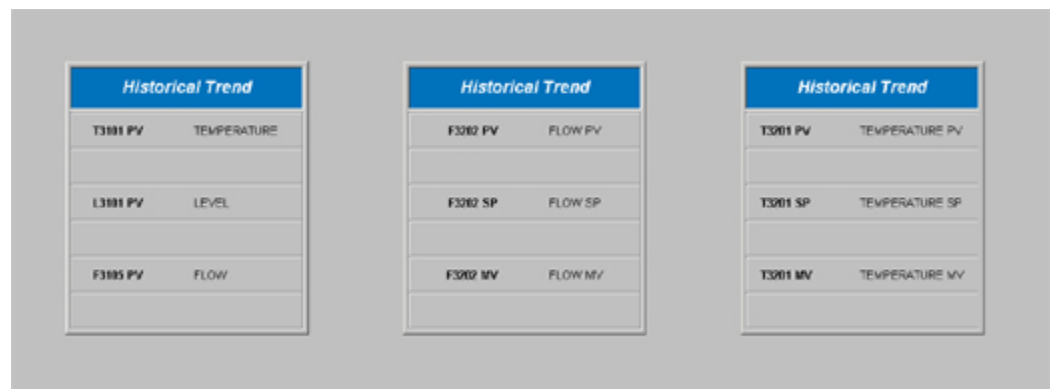 Historical Trend
T3101 PV TEMPERATURE
L3101 PV LEVEL
F3105 PV FLOW
Historical Trend
F3202 PV FLOW PV
F3202 SP FLOW SP
F3202 MV FLOW MV
Historical Trend
T3201 PV TEMPERATURE PV
T3201 SP TEMPERATURE SP
T3201 MV TEMPERATURE MV